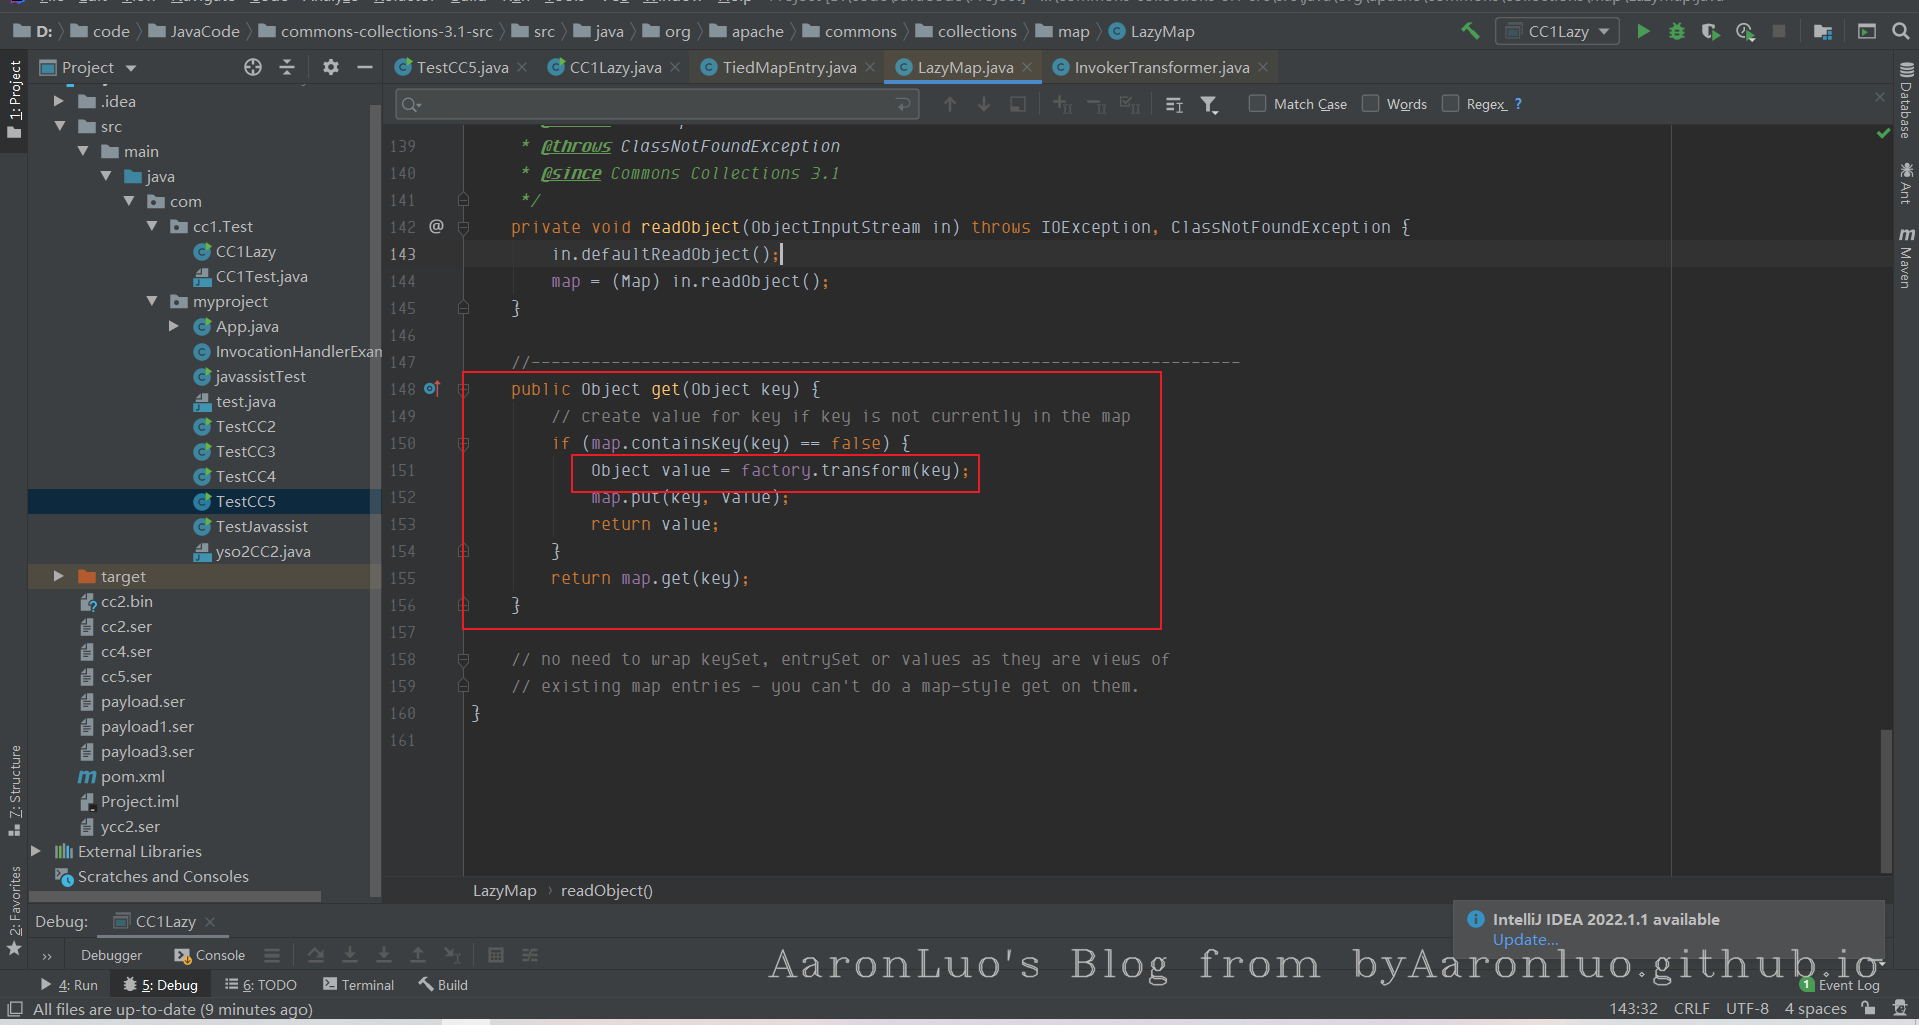 D: code JavaCode commons-collections-3.1-src src java org apache commons collections map LazyMap CC1Lazy
Project
TestCC5.java CC1Lazy.java TiedMapEntry.java LazyMap.java InvokerTransformer.java
Match Case Words Regex ?
1: Project
7: Structure
2: Favorites
Database
Ant
Maven
.idea
src
main
java
com
cc1.Test
CC1Lazy
CC1Test.java
myproject
App.java
InvocationHandlerExan
javassistTest
test.java
TestCC2
TestCC3
TestCC4
TestCC5
TestJavassist
yso2CC2.java
target
cc2.bin
cc2.ser
cc4.ser
cc5.ser
payload.ser
payload1.ser
payload3.ser
pom.xml
Project.iml
ycc2.ser
External Libraries
Scratches and Consoles
139 * @throws ClassNotFoundException
140 * @since Commons Collections 3.1
141 */
142 @ private void readObject(ObjectInputStream in) throws IOException, ClassNotFoundException {
143 in.defaultReadObject();
144 map = (Map) in.readObject();
145 }
146
147 //-----------------------------------------------------------------------
148 public Object get(Object key) {
149 // create value for key if key is not currently in the map
150 if (map.containsKey(key) == false) {
151 Object value = factory.transform(key);
152 map.put(key, value);
153 return value;
154 }
155 return map.get(key);
156 }
157
158 // no need to wrap keySet, entrySet or values as they are views of
159 // existing map entries - you can't do a map-style get on them.
160 }
161
LazyMap › readObject()
Debug: CC1Lazy
Debugger Console
IntelliJ IDEA 2022.1.1 available
Update...
AaronLuo's Blog from byAaronluo.github.io
4: Run 5: Debug 6: TODO Terminal Build 1 Event Log
All files are up-to-date (9 minutes ago) 143:32 CRLF UTF-8 4 spaces